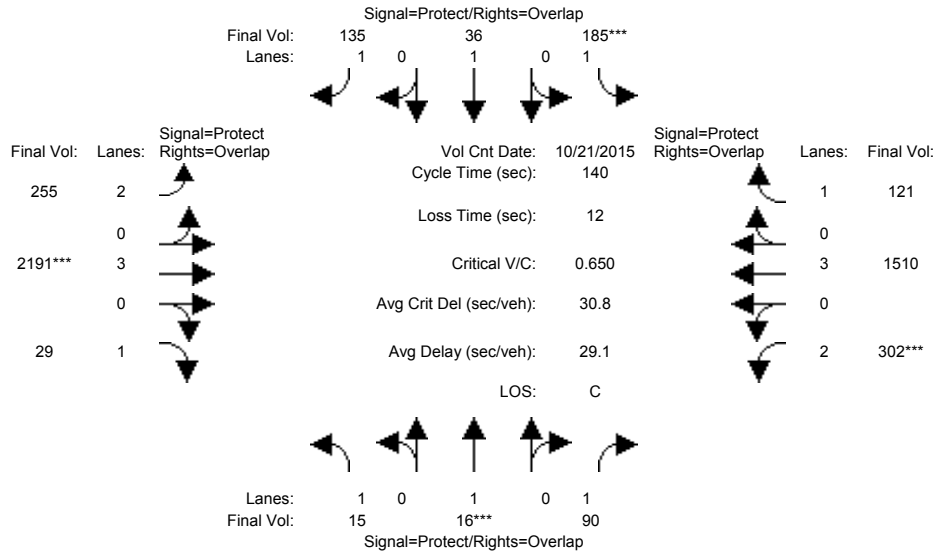 Signal=Protect/Rights=Overlap
Final Vol: 135 36 185***
Lanes: 1 0 1 0 1
Signal=Protect Signal=Protect
Final Vol: Lanes: Rights=Overlap Vol Cnt Date: 10/21/2015 Rights=Overlap Lanes: Final Vol:
Cycle Time (sec): 140
255 2 1 121
Loss Time (sec): 12
0 0
2191*** 3 Critical V/C: 0.650 3 1510
0 Avg Crit Del (sec/veh): 30.8 0
29 1 Avg Delay (sec/veh): 29.1 2 302***
LOS: C
Lanes: 1 0 1 0 1
Final Vol: 15 16*** 90
Signal=Protect/Rights=Overlap